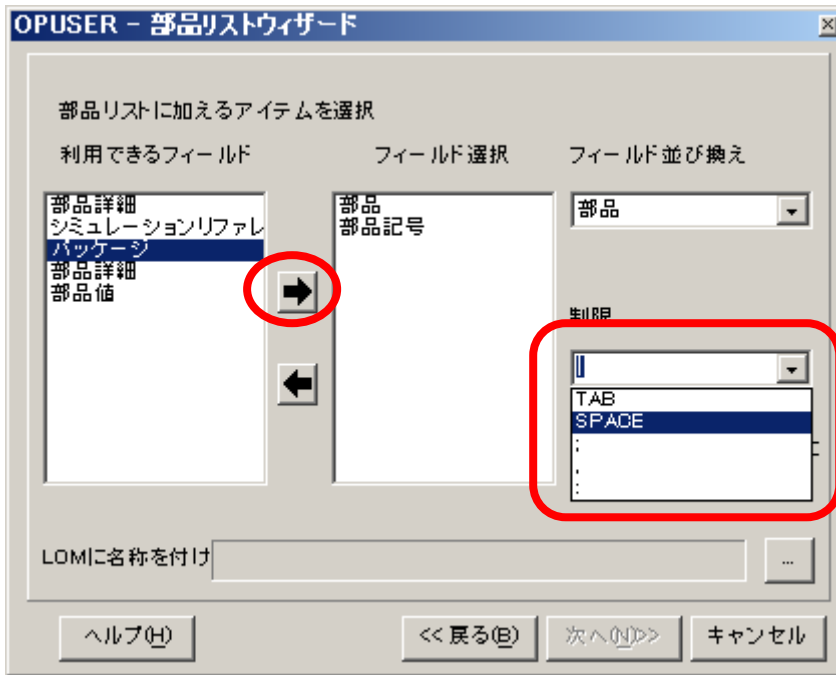 OPUSER - 部品リストウィザード
部品リストに加えるアイテムを選択
利用できるフィールド
フィールド選択
フィールド並び換え
部品詳細
シミュレーションリファレ
パッケージ
部品詳細
部品値
部品
部品記号
部品
制限
TAB
SPACE
;
,
:
LOMに名称を付け
...
ヘルプ(H)
<< 戻る(B)
次へ(N)>>
キャンセル